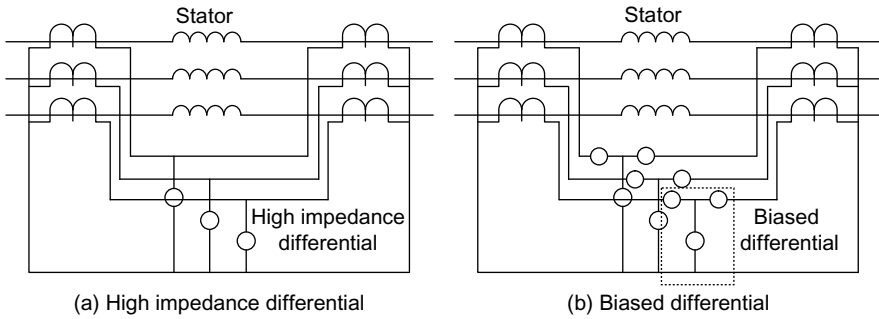 Stator
Stator
High impedance
differential
Biased
differential
(a) High impedance differential
(b) Biased differential